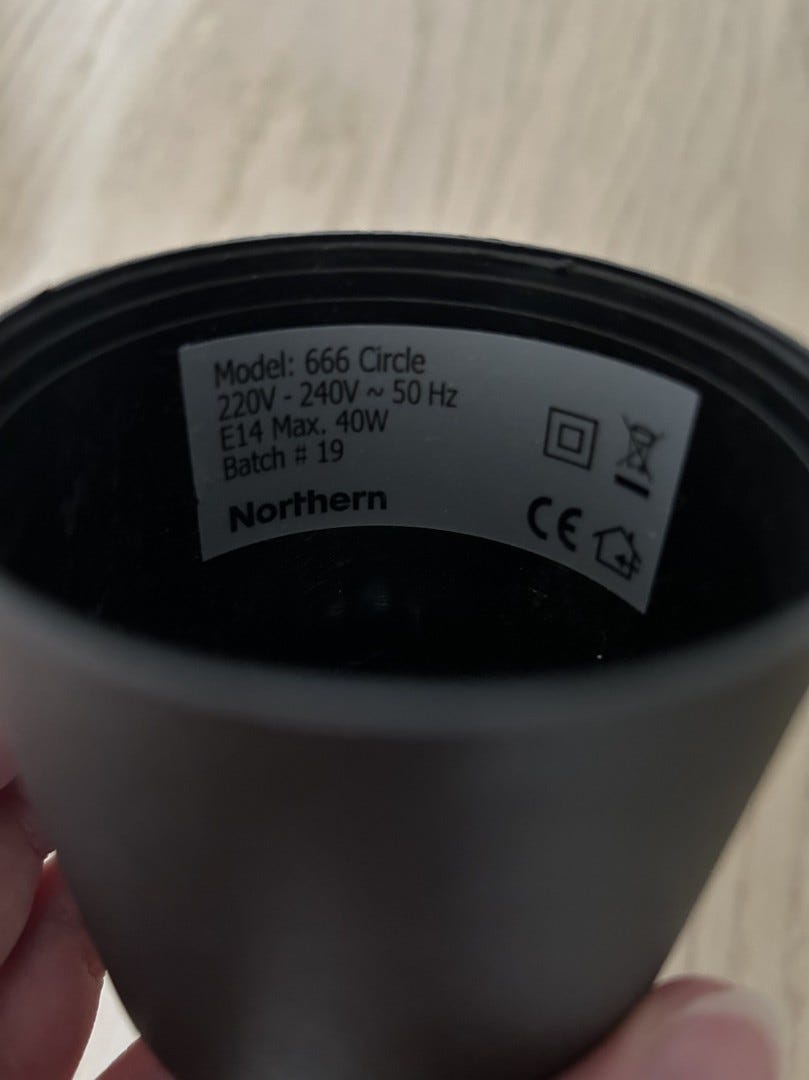 Model: 666 Circle
220V - 240V ~ 50 Hz
E14 Max. 40W
Batch # 19
Northern
CE